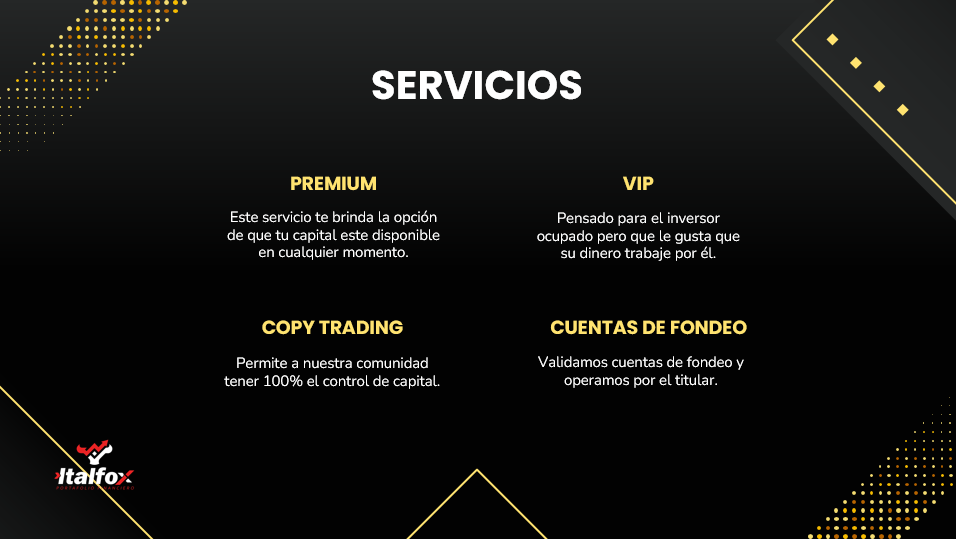 SERVICIOS
PREMIUM
Este servicio te brinda la opción
de que tu capital este disponible
en cualquier momento.
VIP
Pensado para el inversor
ocupado pero que le gusta que
su dinero trabaje por él.
COPY TRADING
Permite a nuestra comunidad
tener 100% el control de capital.
CUENTAS DE FONDEO
Validamos cuentas de fondeo y
operamos por el titular.
Italfox